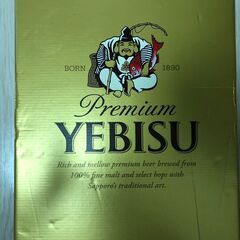 BORN 1890
Premium
YEBISU
Rich and mellow premium beer brewed from
100% fine malt and select hops with
Sapporo's traditional art.